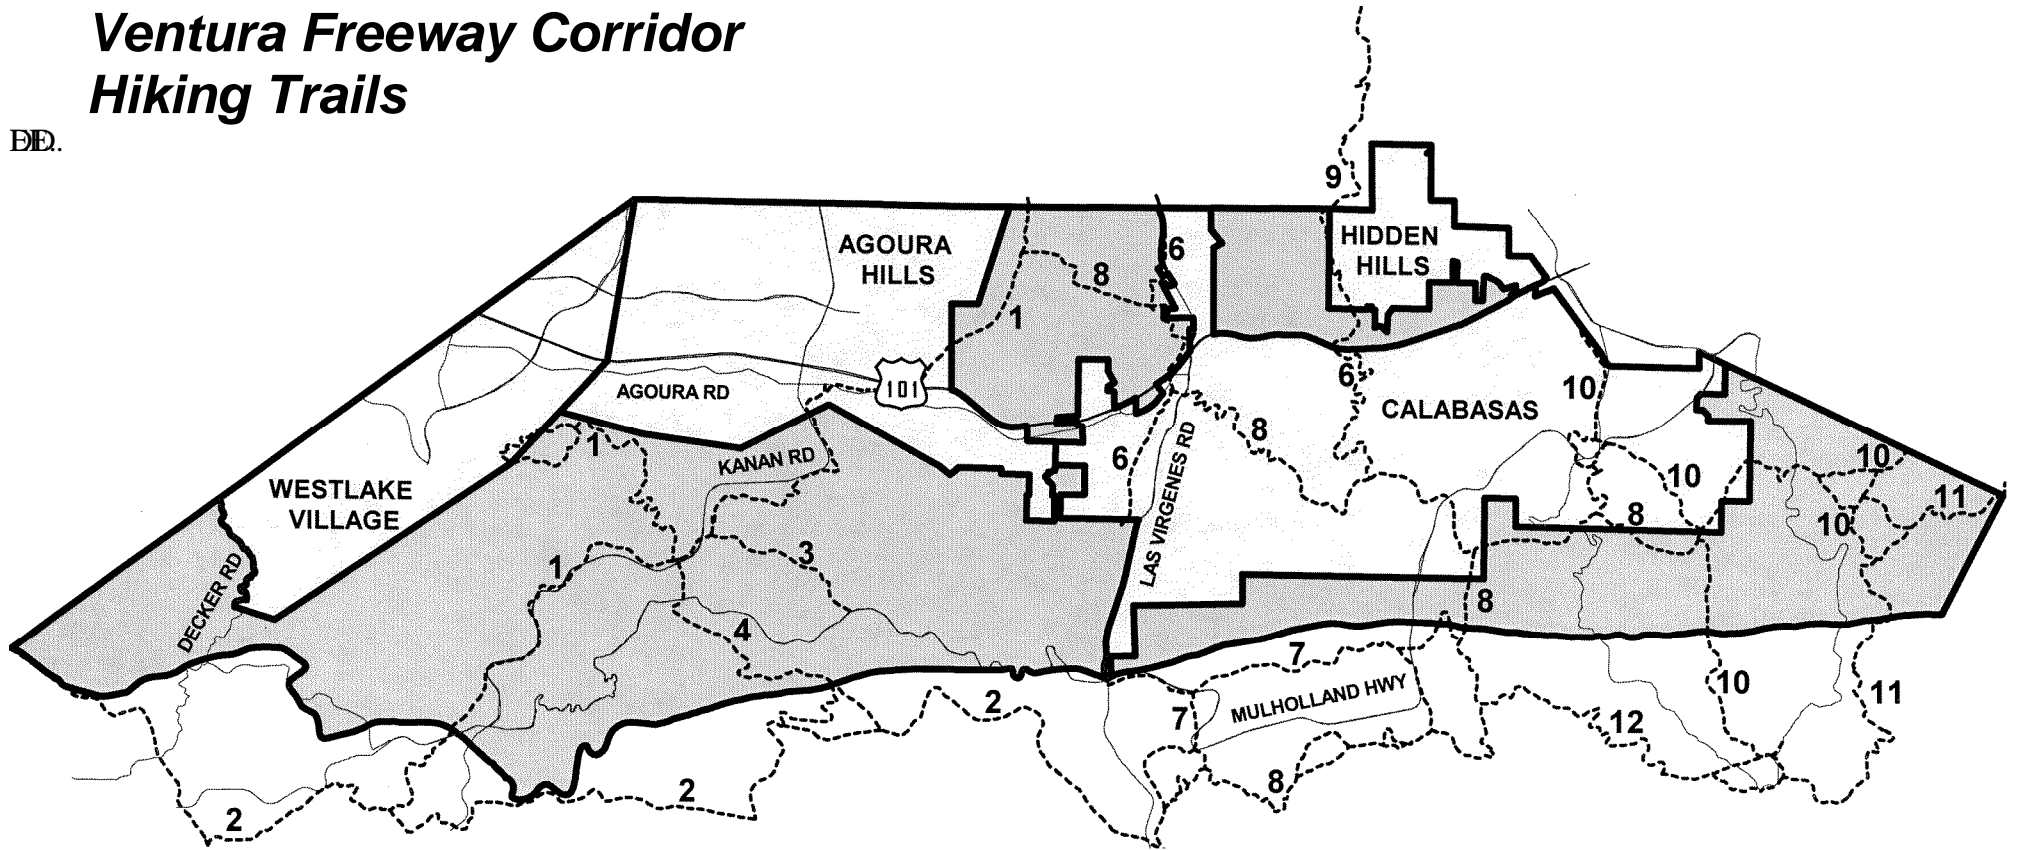 Ventura Freeway Corridor
Hiking Trails
9
AGOURA
HILLS
6
HIDDEN
HILLS
8
1
101
AGOURA RD
6
10
CALABASAS
1
8
KANAN RD
6
LAS VIRGENES RD
10
10
WESTLAKE
VILLAGE
11
8
10
3
1
DECKER RD
8
4
7
10
11
2
MULHOLLAND HWY
7
12
2
8
2